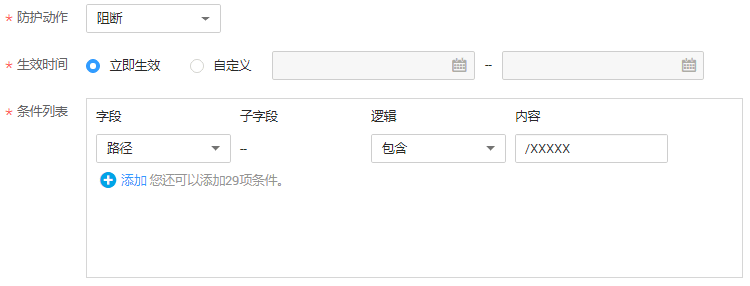 * 防护动作 阻断
* 生效时间 立即生效 自定义 --
* 条件列表 字段 子字段 逻辑 内容
路径 -- 包含 /XXXXX
添加 您还可以添加29项条件。